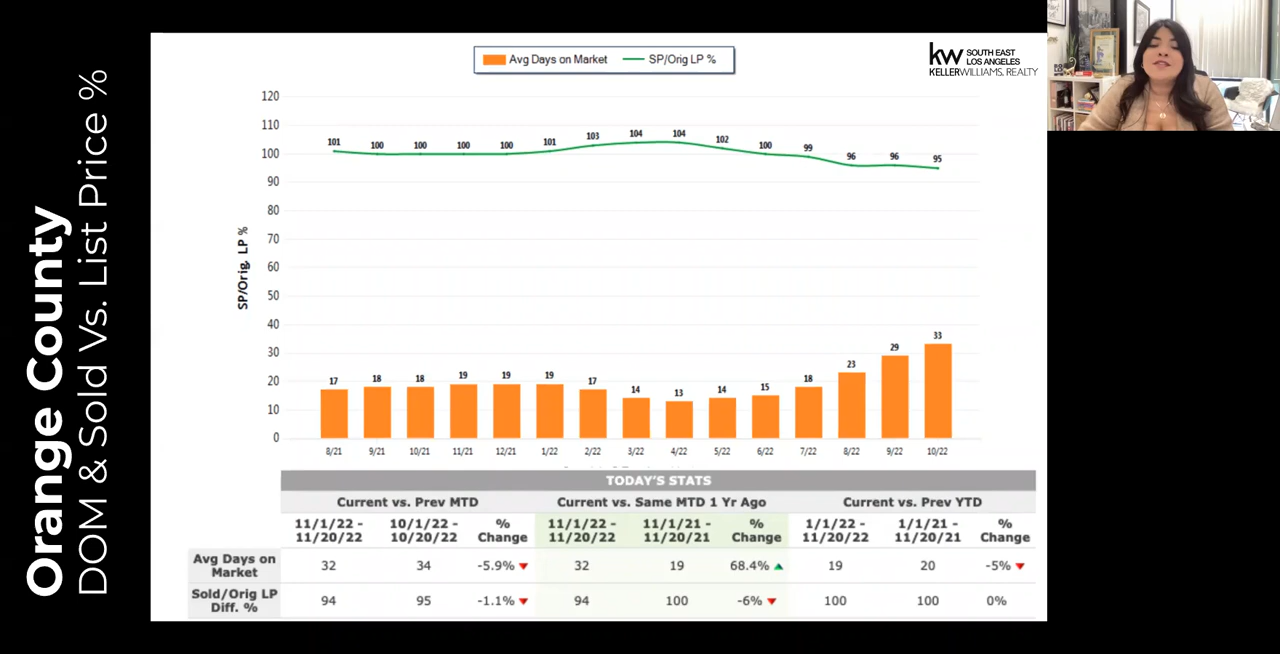 Orange County
DOM & Sold Vs. List Price %
Avg Days on Market SP/Orig LP %
kw SOUTH EAST
LOS ANGELES
KELLERWILLIAMS. REALTY
SP/Orig. LP %
120
110
100
90
80
70
60
50
40
30
20
10
0
101 100 100 100 100 101 103 104 104 102 100 99 96 96 95
17 18 18 19 19 19 17 14 13 14 15 18 23 29 33
8/21 9/21 10/21 11/21 12/21 1/22 2/22 3/22 4/22 5/22 6/22 7/22 8/22 9/22 10/22
TODAY'S STATS
Current vs. Prev MTD Current vs. Same MTD 1 Yr Ago Current vs. Prev YTD
11/1/22 - 10/1/22 - % 11/1/22 - 11/1/21 - % 1/1/22 - 1/1/21 - %
11/20/22 10/20/22 Change 11/20/22 11/20/21 Change 11/20/22 11/20/21 Change
Avg Days on
Market 32 34 -5.9% 32 19 68.4% 19 20 -5%
Sold/Orig LP
Diff. % 94 95 -1.1% 94 100 -6% 100 100 0%